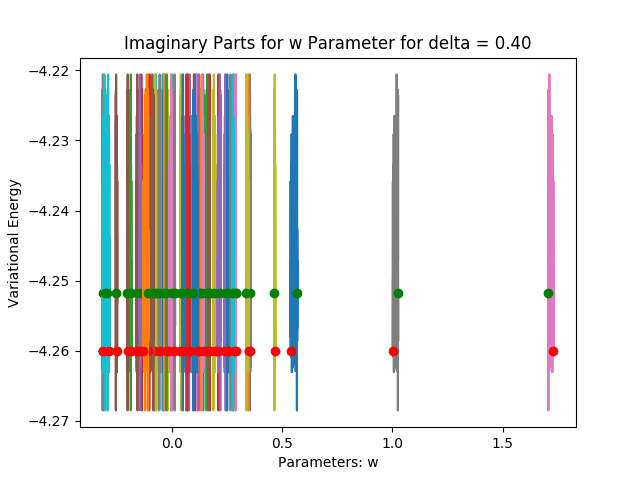 Imaginary Parts for w Parameter for delta = 0.40
−4.22
−4.23
−4.24
−4.25
−4.26
−4.27
Variational Energy
0.0 0.5 1.0 1.5
Parameters: w